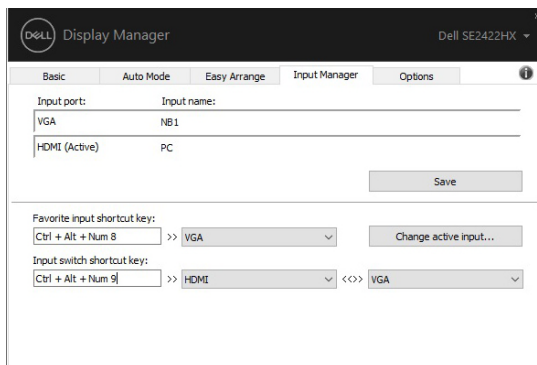 DELL Display Manager Dell SE2422HX
Basic Auto Mode Easy Arrange Input Manager Options
Input port: Input name:
VGA NB1
HDMI (Active) PC
Save
Favorite input shortcut key:
Ctrl + Alt + Num 8 >> VGA Change active input...
Input switch shortcut key:
Ctrl + Alt + Num 9 >> HDMI <<>> VGA